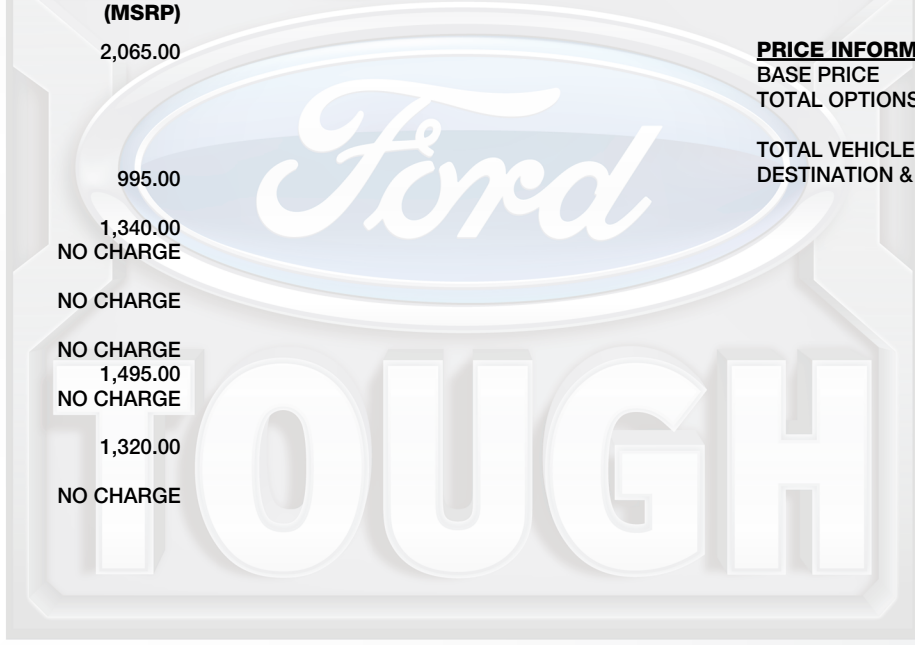 (MSRP)
2,065.00
995.00
1,340.00
NO CHARGE
NO CHARGE
NO CHARGE
1,495.00
NO CHARGE
1,320.00
NO CHARGE
PRICE INFORM
BASE PRICE
TOTAL OPTIONS
TOTAL VEHICLE
DESTINATION &
Ford
TOUGH